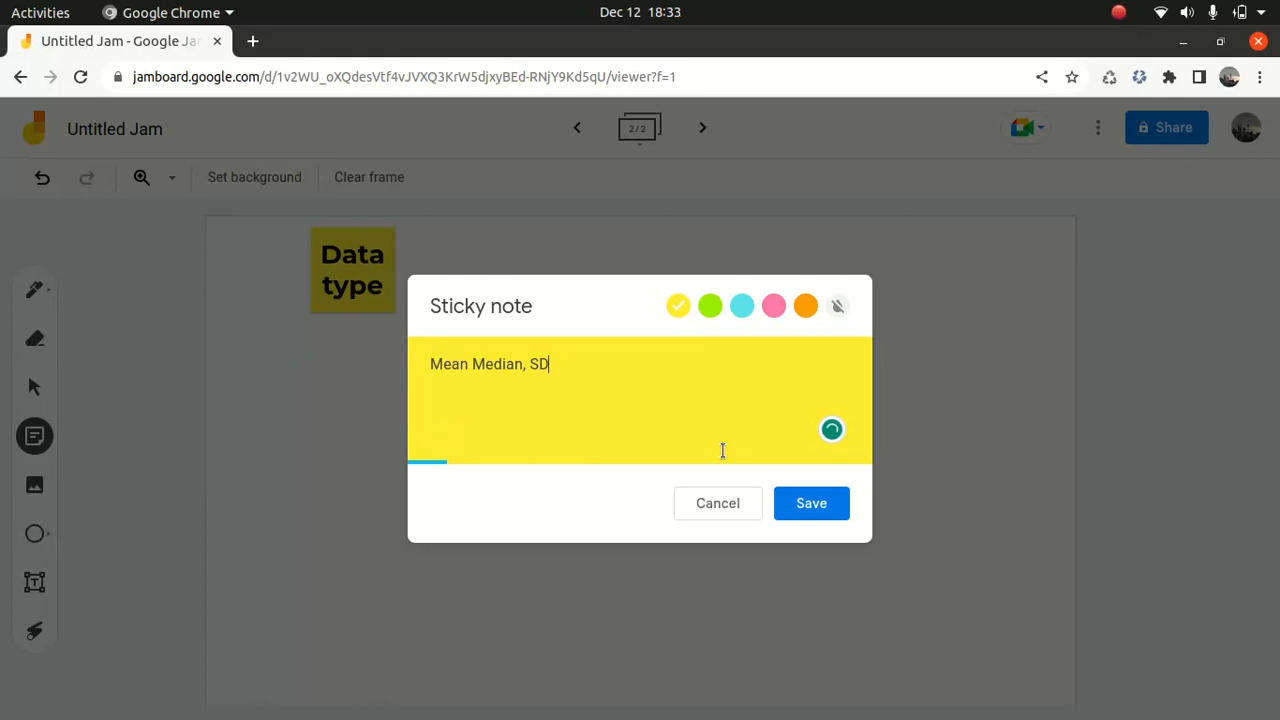 Activities
Google Chrome
Dec 12 18:33
Untitled Jam - Google Ja
jamboard.google.com/d/1v2WU_oXQdesVtf4vJVXQ3KrW5djxyBEd-RNjY9Kd5qU/viewer?f=1
Untitled Jam
2/2
Share
Set background
Clear frame
Data
type
Sticky note
Mean Median, SD
Cancel
Save